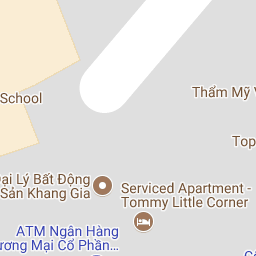 School
Thẩm Mỹ
Top
Đại Lý Bất Động
Sản Khang Gia
Serviced Apartment -
Tommy Little Corner
ATM Ngân Hàng
ương Mại Cổ Phần...